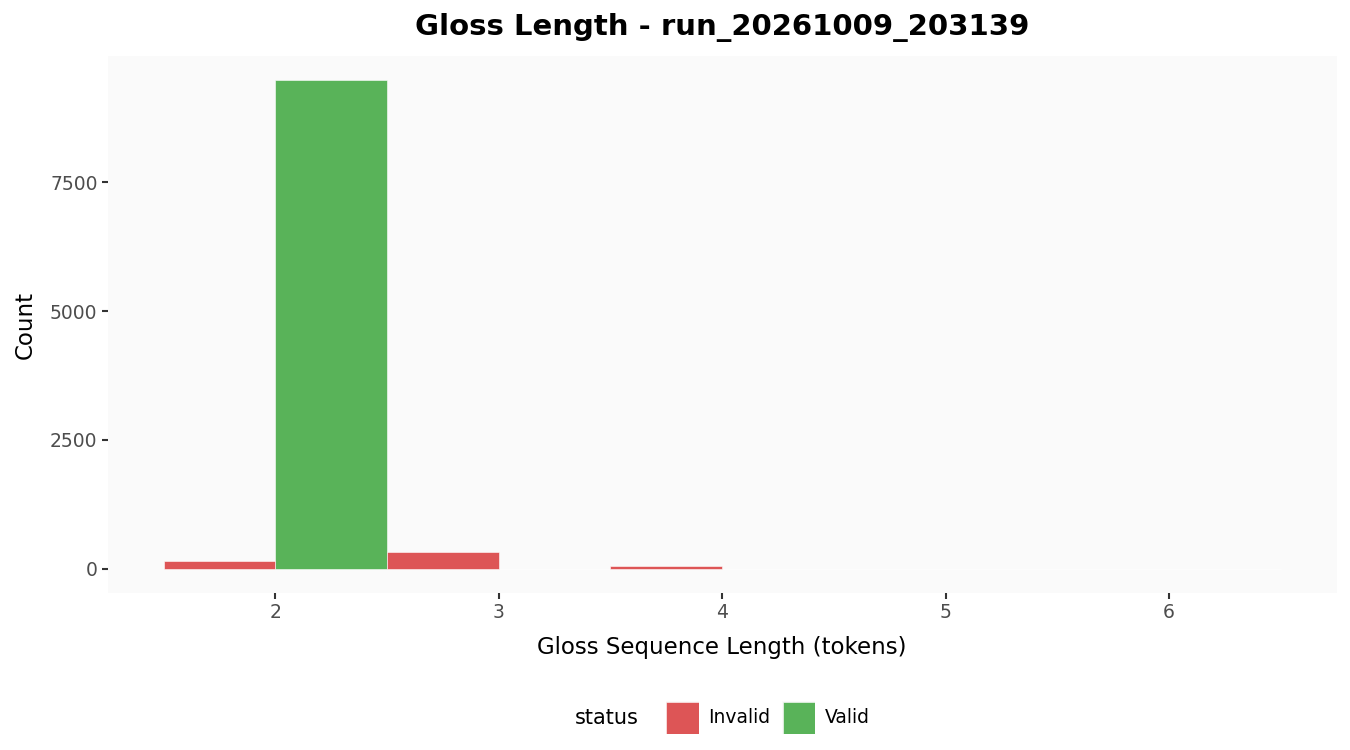 Gloss Length - run_20261009_203139
Count
7500
5000
2500
0
2 3 4 5 6
Gloss Sequence Length (tokens)
status Invalid Valid